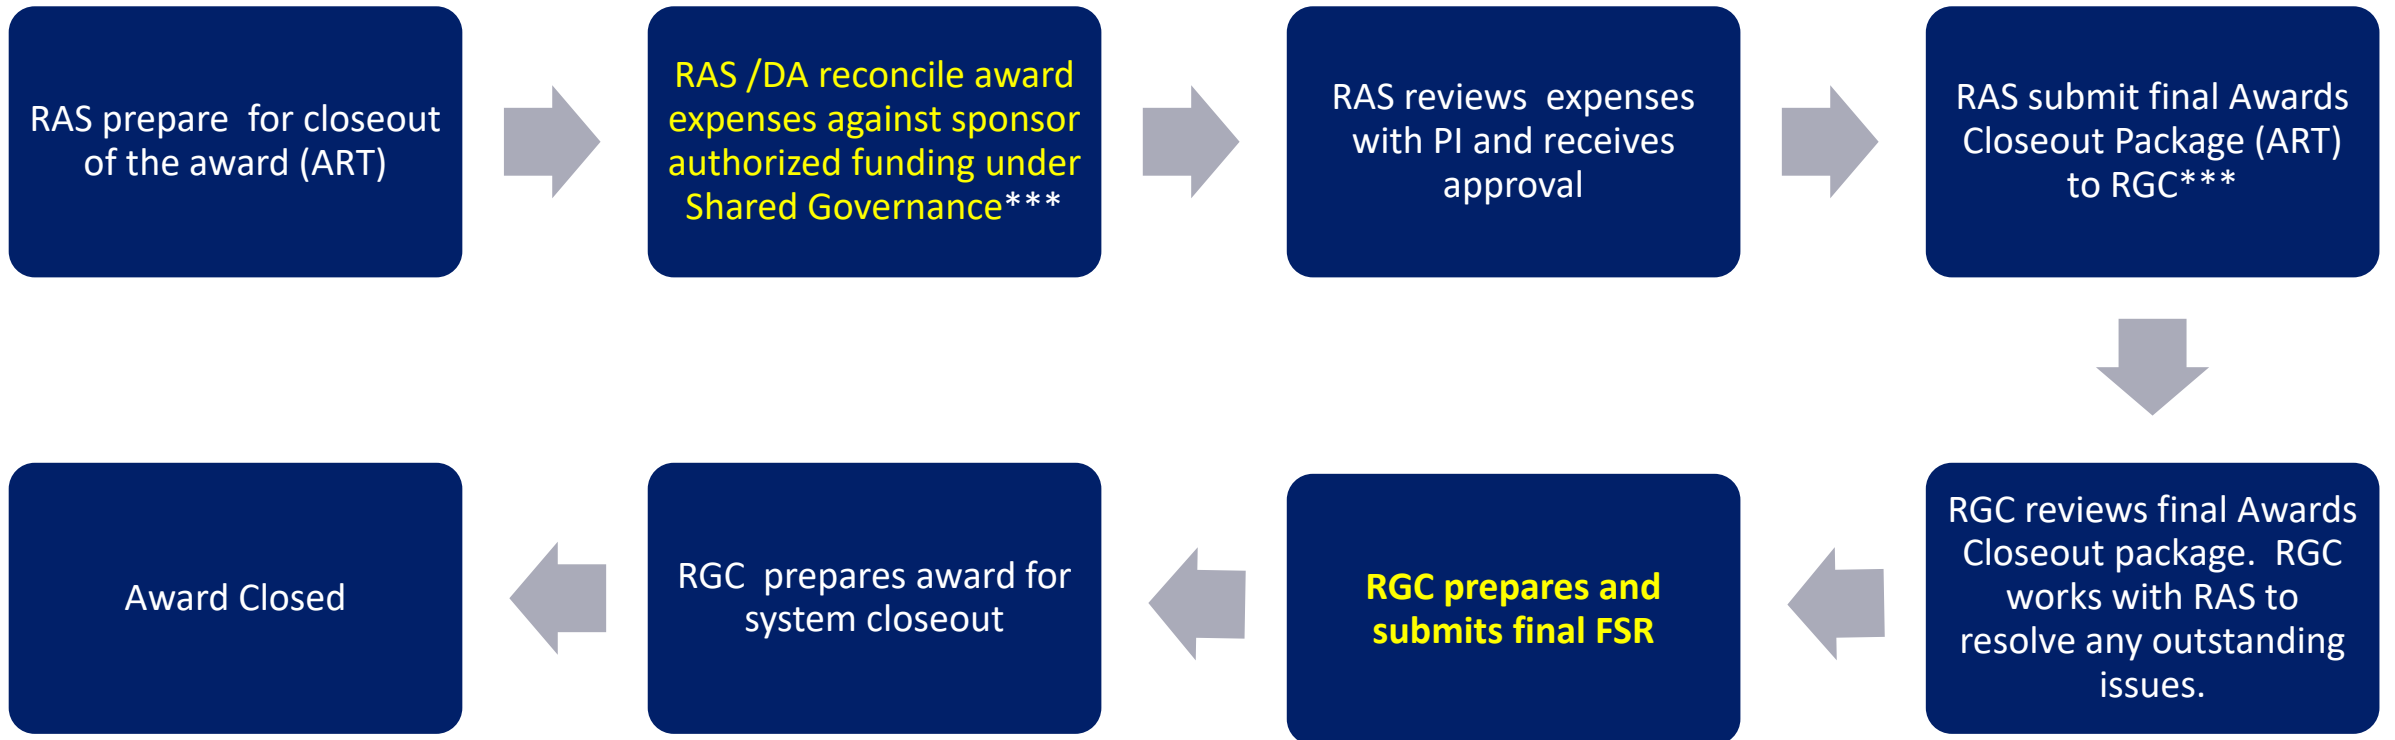 RAS prepare  for closeout
of the award (ART)
RAS /DA reconcile award
expenses against sponsor
authorized funding under
Shared Governance***
RAS reviews  expenses
with PI and receives
approval
RAS submit final Awards
Closeout Package (ART)
to RGC***
RGC reviews final Awards
Closeout package.  RGC
works with RAS to
resolve any outstanding
issues.
RGC prepares and
submits final FSR
RGC  prepares award for
system closeout
Award Closed